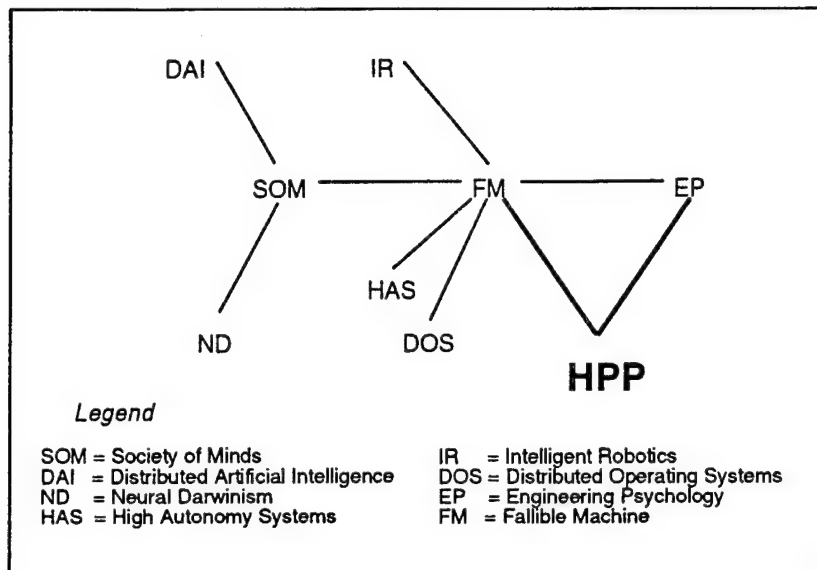 DAI IR
SOM FM EP
HAS
ND DOS
HPP
Legend
SOM = Society of Minds
DAI = Distributed Artificial Intelligence
ND = Neural Darwinism
HAS = High Autonomy Systems
IR = Intelligent Robotics
DOS = Distributed Operating Systems
EP = Engineering Psychology
FM = Fallible Machine